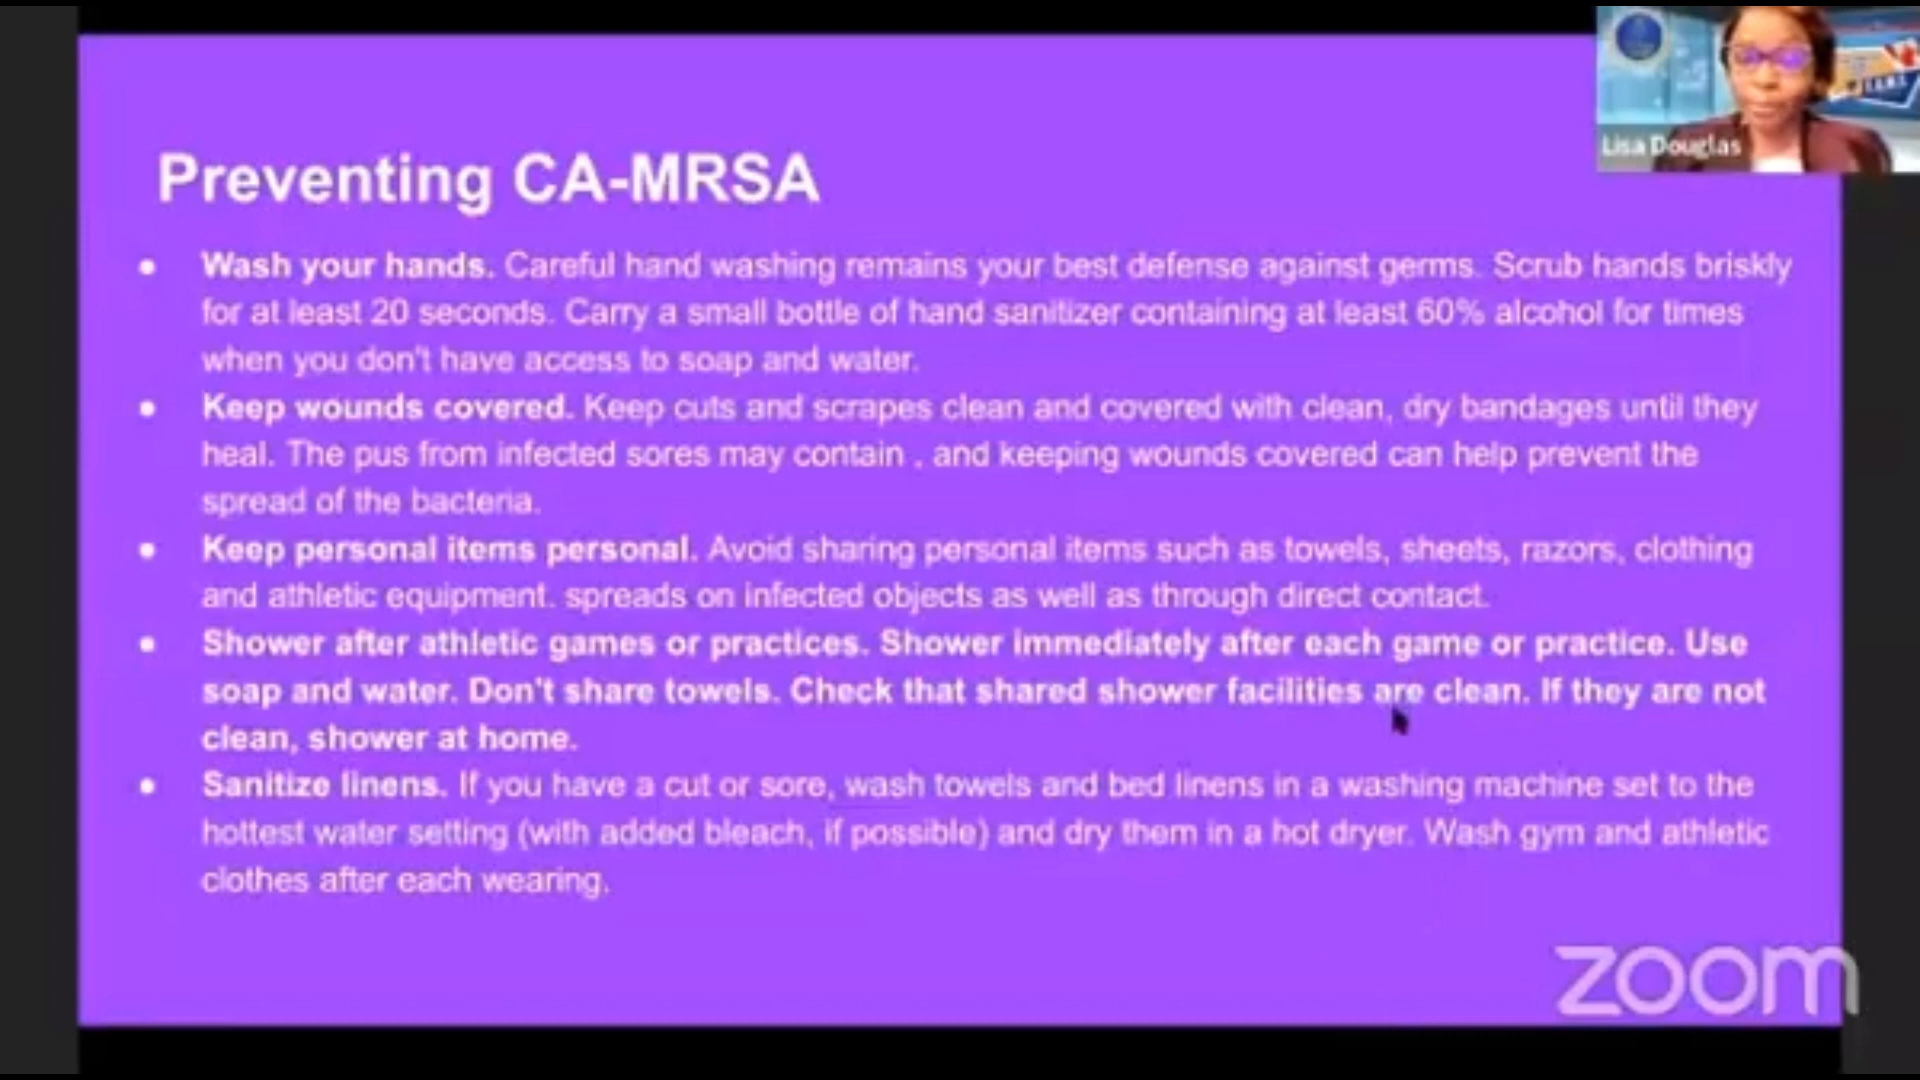 Lisa Douglas
Preventing CA-MRSA
● Wash your hands. Careful hand washing remains your best defense against germs. Scrub hands briskly
for at least 20 seconds. Carry a small bottle of hand sanitizer containing at least 60% alcohol for times
when you don't have access to soap and water.
● Keep wounds covered. Keep cuts and scrapes clean and covered with clean, dry bandages until they
heal. The pus from infected sores may contain , and keeping wounds covered can help prevent the
spread of the bacteria.
● Keep personal items personal. Avoid sharing personal items such as towels, sheets, razors, clothing
and athletic equipment. spreads on infected objects as well as through direct contact.
● Shower after athletic games or practices. Shower immediately after each game or practice. Use
soap and water. Don't share towels. Check that shared shower facilities are clean. If they are not
clean, shower at home.
● Sanitize linens. If you have a cut or sore, wash towels and bed linens in a washing machine set to the
hottest water setting (with added bleach, if possible) and dry them in a hot dryer. Wash gym and athletic
clothes after each wearing.
zoom